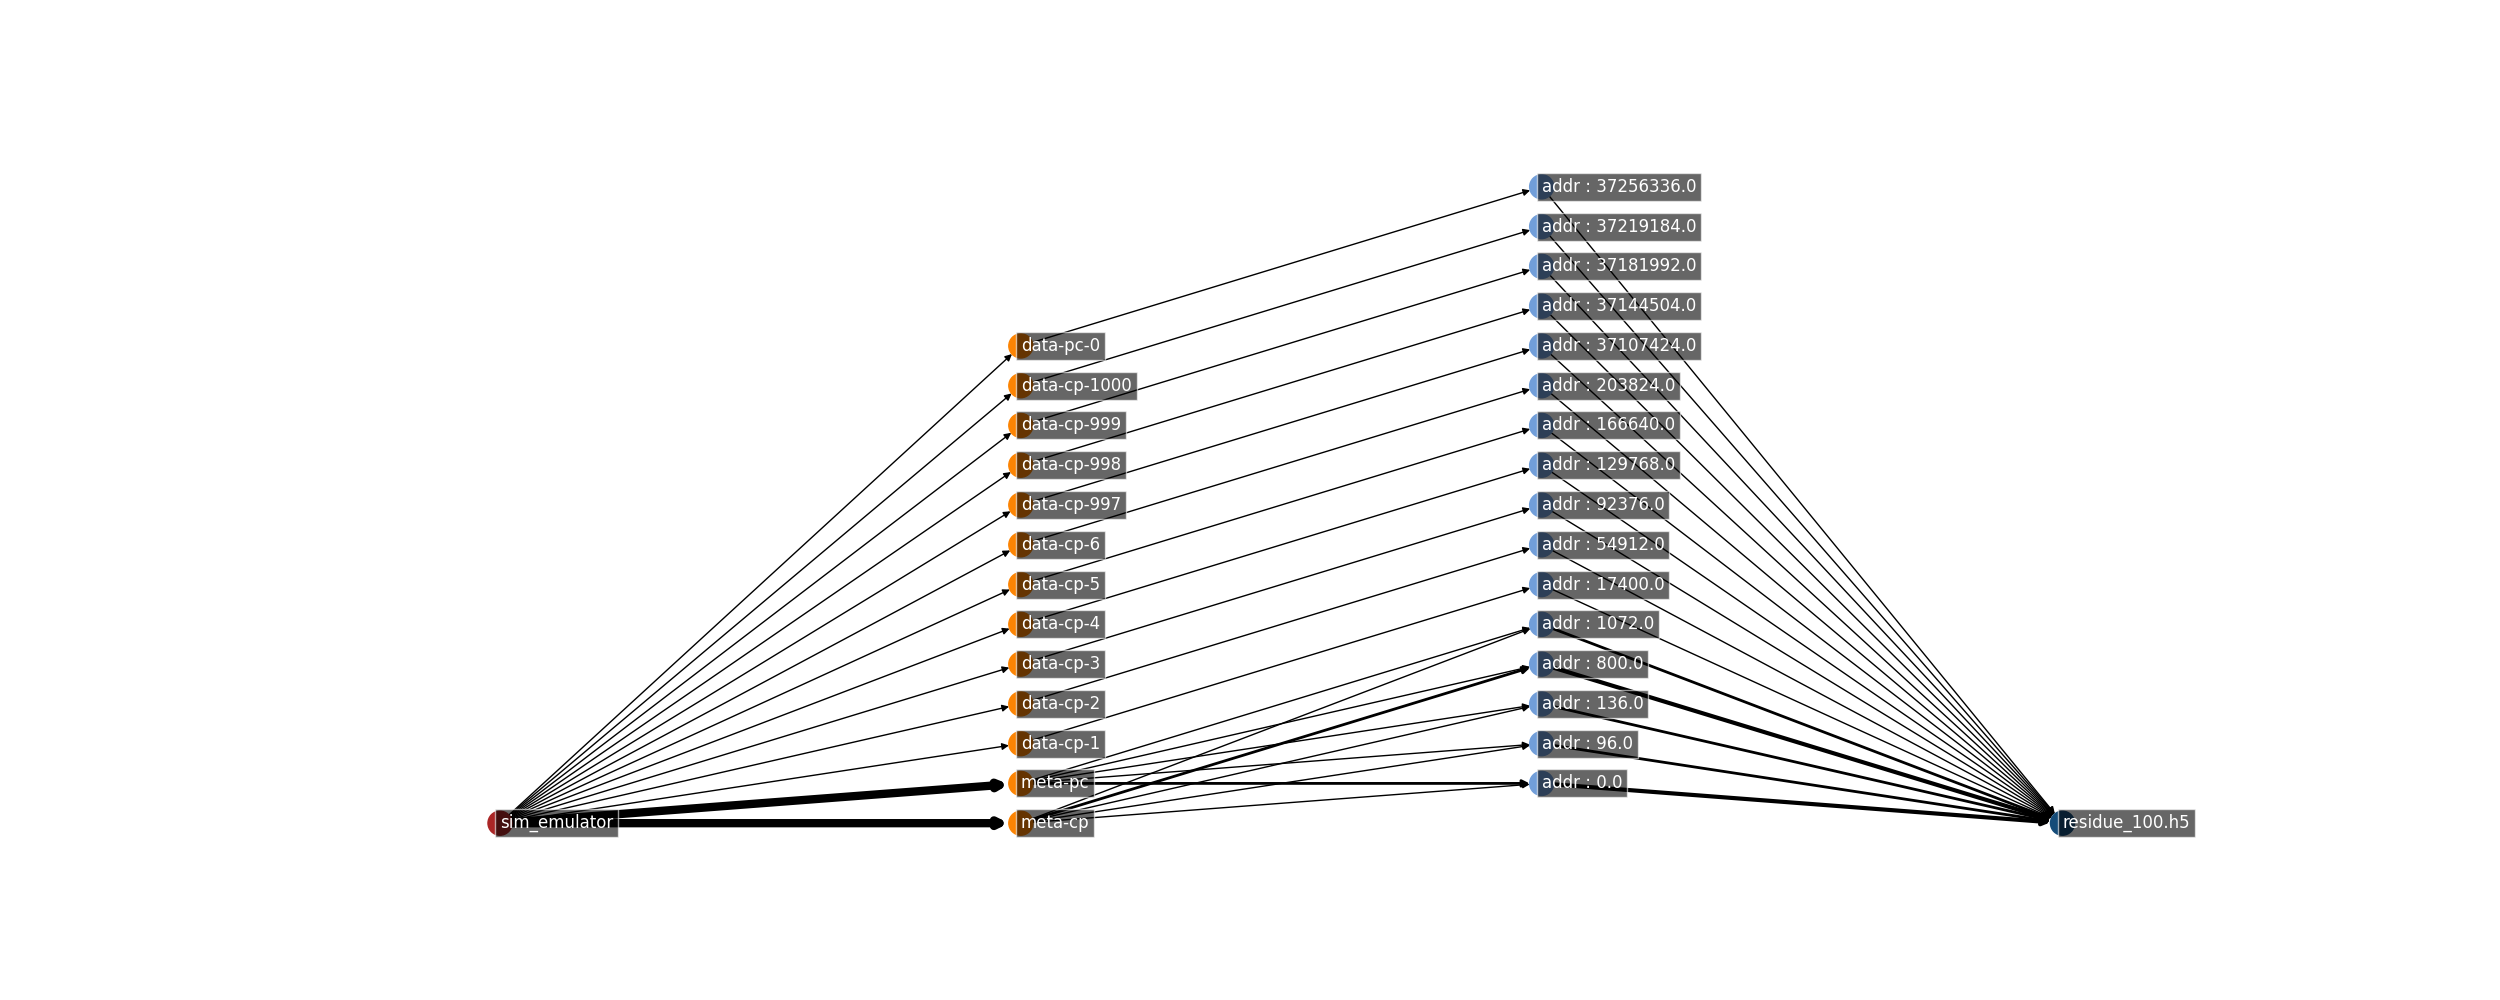 addr : 37256336.0
addr : 37219184.0
addr : 37181992.0
addr : 37144504.0
data-pc-0
addr : 37107424.0
data-cp-1000
addr : 203824.0
data-cp-999
addr : 166640.0
data-cp-998
addr : 129768.0
data-cp-997
addr : 92376.0
data-cp-6
addr : 54912.0
data-cp-5
addr : 17400.0
data-cp-4
addr : 1072.0
data-cp-3
addr : 800.0
data-cp-2
addr : 136.0
data-cp-1
addr : 96.0
meta-pc
addr : 0.0
sim_emulator
meta-cp
residue_100.h5